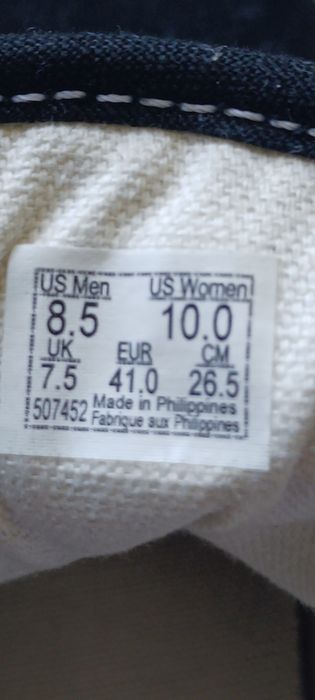 US Men US Women
8.5 10.0
UK EUR CM
7.5 41.0 26.5
507452 Made in Philippines
Fabrique aux Philippines